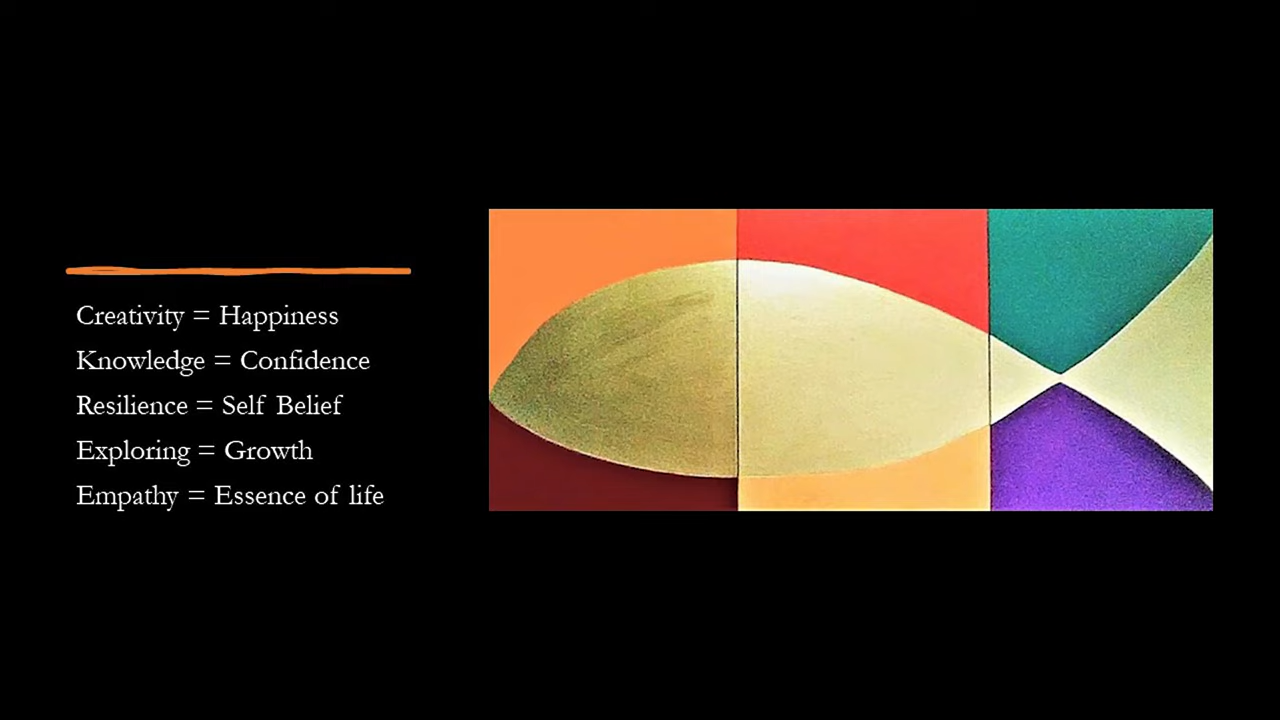 Creativity = Happiness
Knowledge = Confidence
Resilience = Self Belief
Exploring = Growth
Empathy = Essence of life